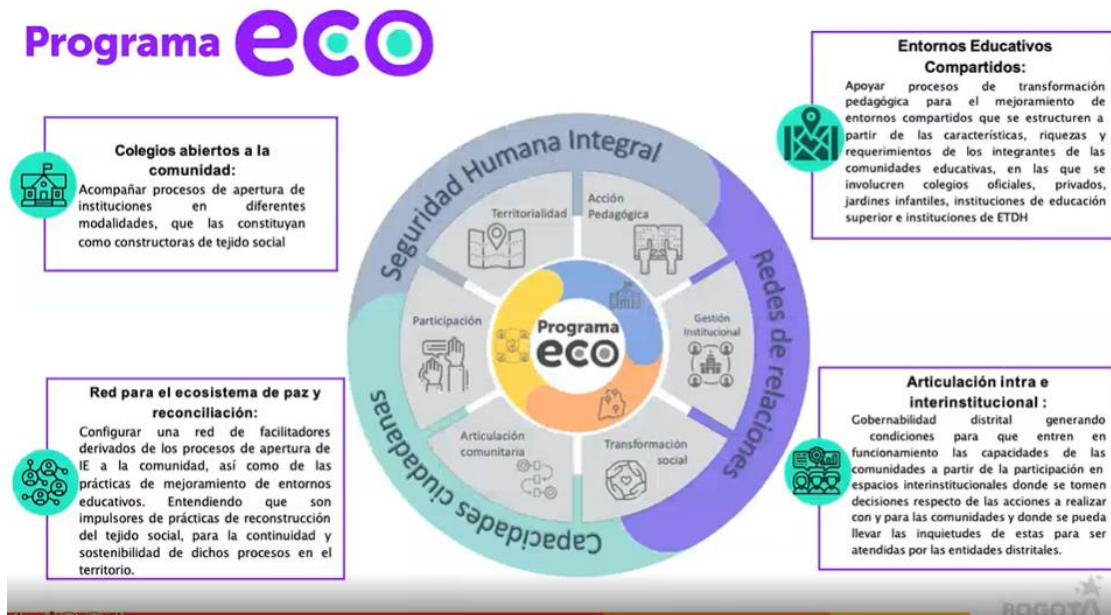 Programa eco
Colegios abiertos a la
comunidad:
Acompañar procesos de apertura de
instituciones en diferentes
modalidades, que las constituyan
como constructoras de tejido social
Red para el ecosistema de paz y
reconciliación:
Configurar una red de facilitadores
derivados de los procesos de apertura de
IE a la comunidad, así como de las
prácticas de mejoramiento de entornos
educativos. Entendiendo que son
impulsores de prácticas de reconstrucción
del tejido social, para la continuidad y
sostenibilidad de dichos procesos en el
territorio.
Seguridad Humana Integral
Redes de relaciones
Capacidades ciudadanas
Territorialidad
Acción
Pedagógica
Participación
Gestión
Institucional
Articulación
comunitaria
Transformación
social
Programa
eco
Entornos Educativos
Compartidos:
Apoyar procesos de transformación
pedagógica para el mejoramiento de
entornos compartidos que se estructuren a
partir de las características, riquezas y
requerimientos de los integrantes de las
comunidades educativas, en las que se
involucren colegios oficiales, privados,
jardines infantiles, instituciones de educación
superior e instituciones de ETDH
Articulación intra e
interinstitucional :
Gobernabilidad distrital generando
condiciones para que entren en
funcionamiento las capacidades de las
comunidades a partir de la participación en
espacios interinstitucionales donde se tomen
decisiones respecto de las acciones a realizar
con y para las comunidades y donde se pueda
llevar las inquietudes de estas para ser
atendidas por las entidades distritales.
BOGOTÁ